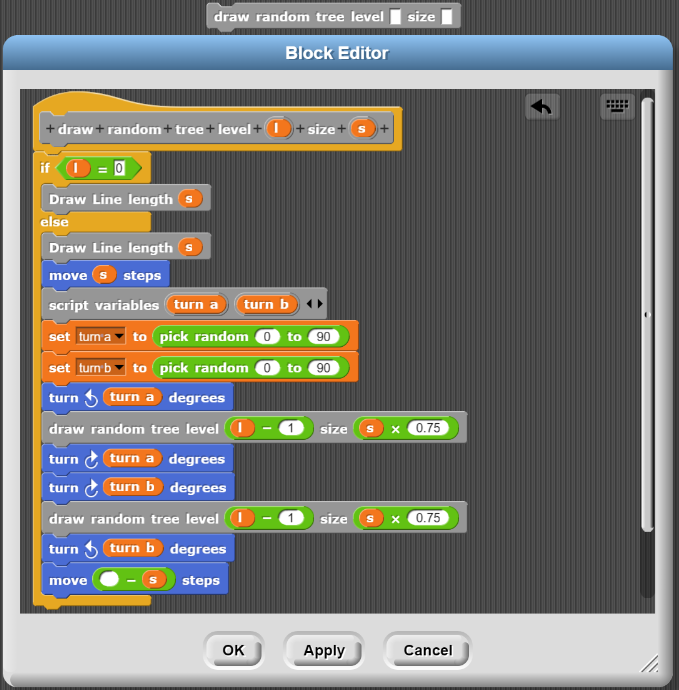 draw random tree level size
Block Editor
+ draw + random + tree + level + l + size + s +
if l = 0
Draw Line length s
else
Draw Line length s
move s steps
script variables turn a turn b
set turn a to pick random 0 to 90
set turn b to pick random 0 to 90
turn turn a degrees
draw random tree level l - 1 size s × 0.75
turn turn a degrees
turn turn b degrees
draw random tree level l - 1 size s × 0.75
turn turn b degrees
move - s steps
OK Apply Cancel